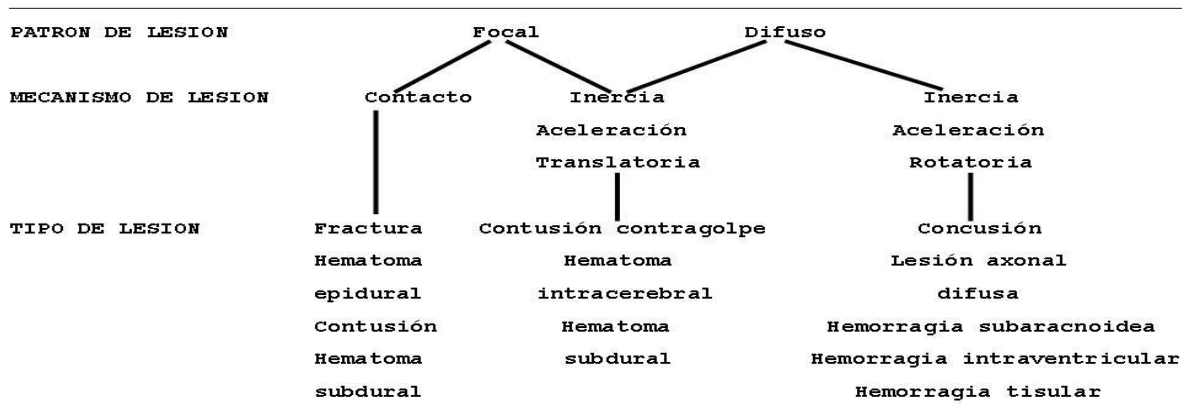 PATRON DE LESION Focal Difuso
MECANISMO DE LESION Contacto Inercia Inercia
Aceleración Aceleración
Translatoria Rotatoria
TIPO DE LESION Fractura Contusión contragolpe Concusión
Hematoma Hematoma Lesión axonal
epidural intracerebral difusa
Contusión Hematoma Hemorragia subaracnoidea
Hematoma subdural Hemorragia intraventricular
subdural Hemorragia tisular